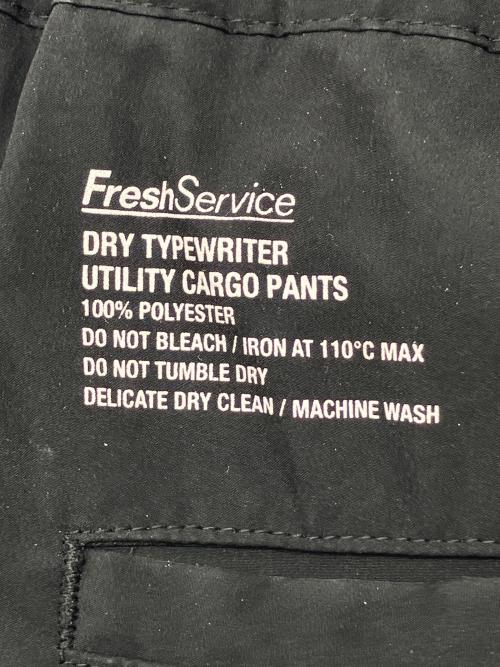 FreshService
DRY TYPEWRITER
UTILITY CARGO PANTS
100% POLYESTER
DO NOT BLEACH / IRON AT 110°C MAX
DO NOT TUMBLE DRY
DELICATE DRY CLEAN / MACHINE WASH